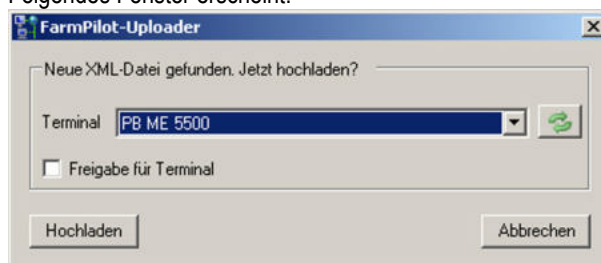 Folgendes Fenster erscheint:
FarmPilot-Uploader
Neue XML-Datei gefunden. Jetzt hochladen?
Terminal PB ME 5500
Freigabe für Terminal
Hochladen Abbrechen